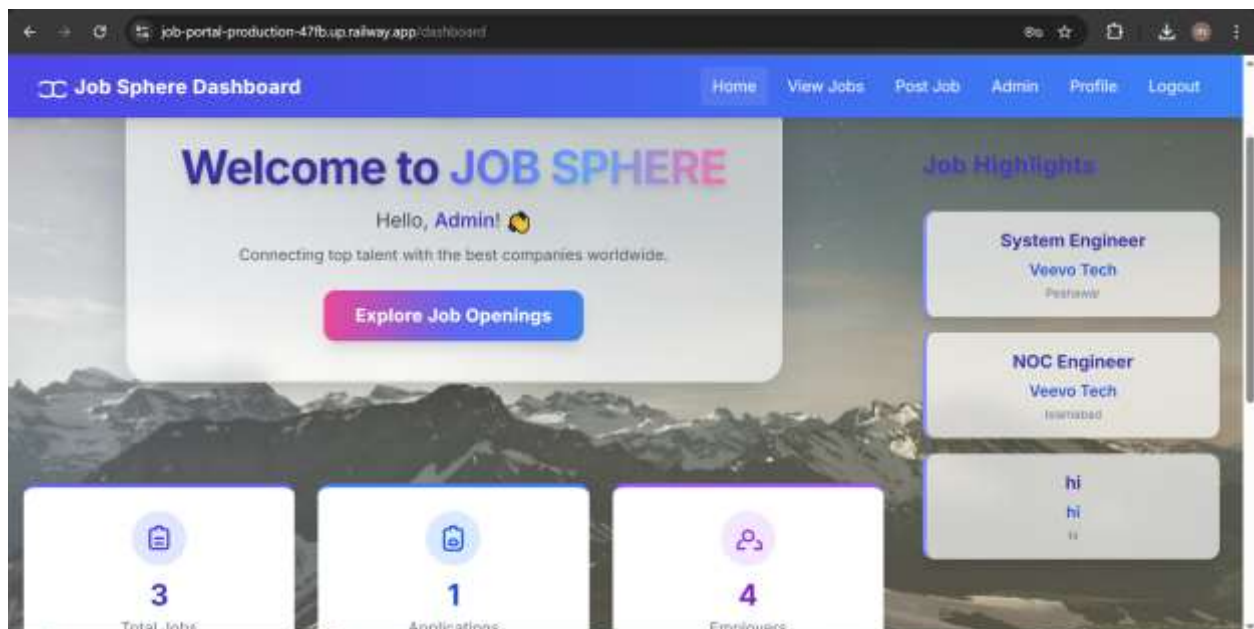 job-portal-production-47fb.up.railway.app/dashboard
Job Sphere Dashboard
Home View Jobs Post Job Admin Profile Logout
Welcome to JOB SPHERE
Hello, Admin!
Connecting top talent with the best companies worldwide.
Explore Job Openings
Job Highlights
System Engineer
Veevo Tech
Peshawar
NOC Engineer
Veevo Tech
Islamabad
hi
hi
hi
3
Total Jobs
1
Applications
4
Employers